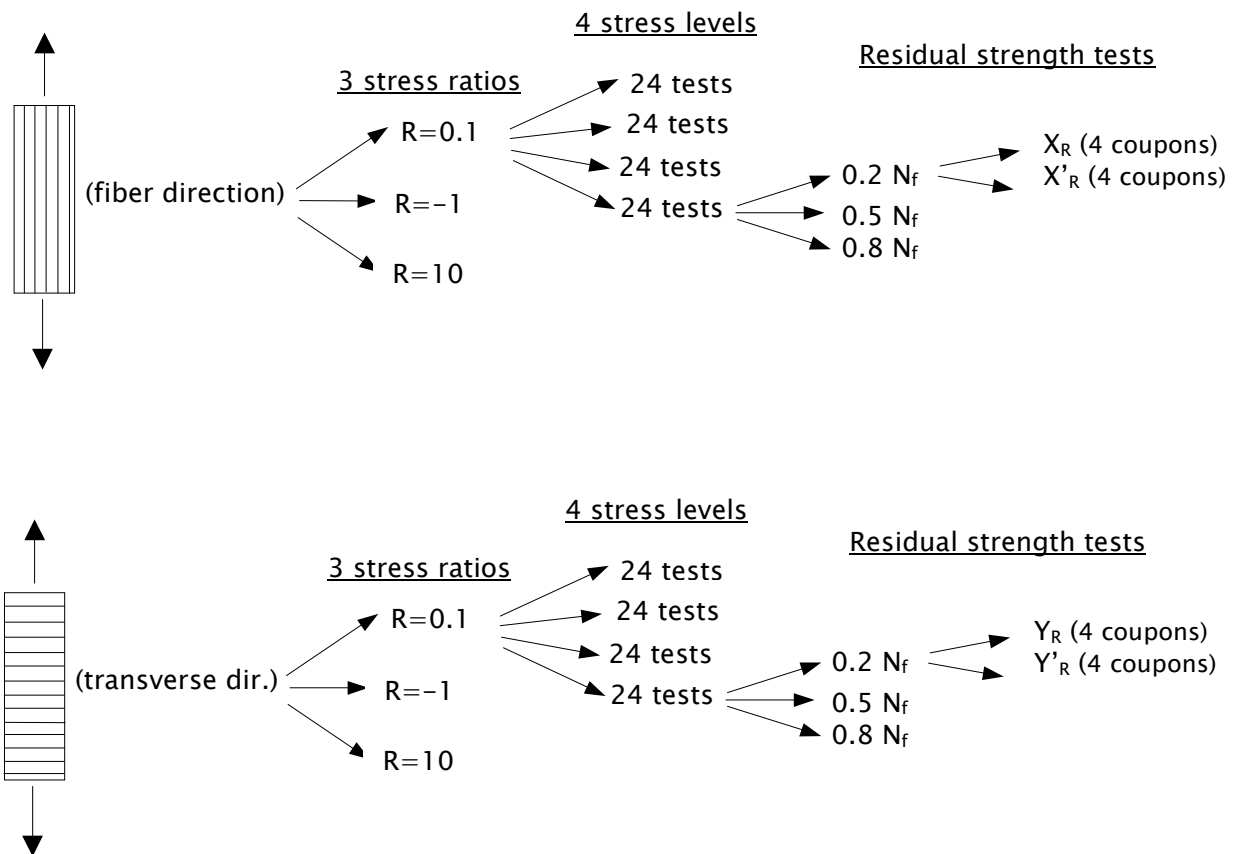 4 stress levels
Residual strength tests
3 stress ratios
24 tests
R=0.1
24 tests
X_R (4 coupons)
24 tests
0.2 N_f
X'_R (4 coupons)
(fiber direction)
R=–1
24 tests
0.5 N_f
0.8 N_f
R=10
4 stress levels
Residual strength tests
3 stress ratios
24 tests
R=0.1
24 tests
Y_R (4 coupons)
24 tests
0.2 N_f
Y'_R (4 coupons)
(transverse dir.)
R=–1
24 tests
0.5 N_f
0.8 N_f
R=10